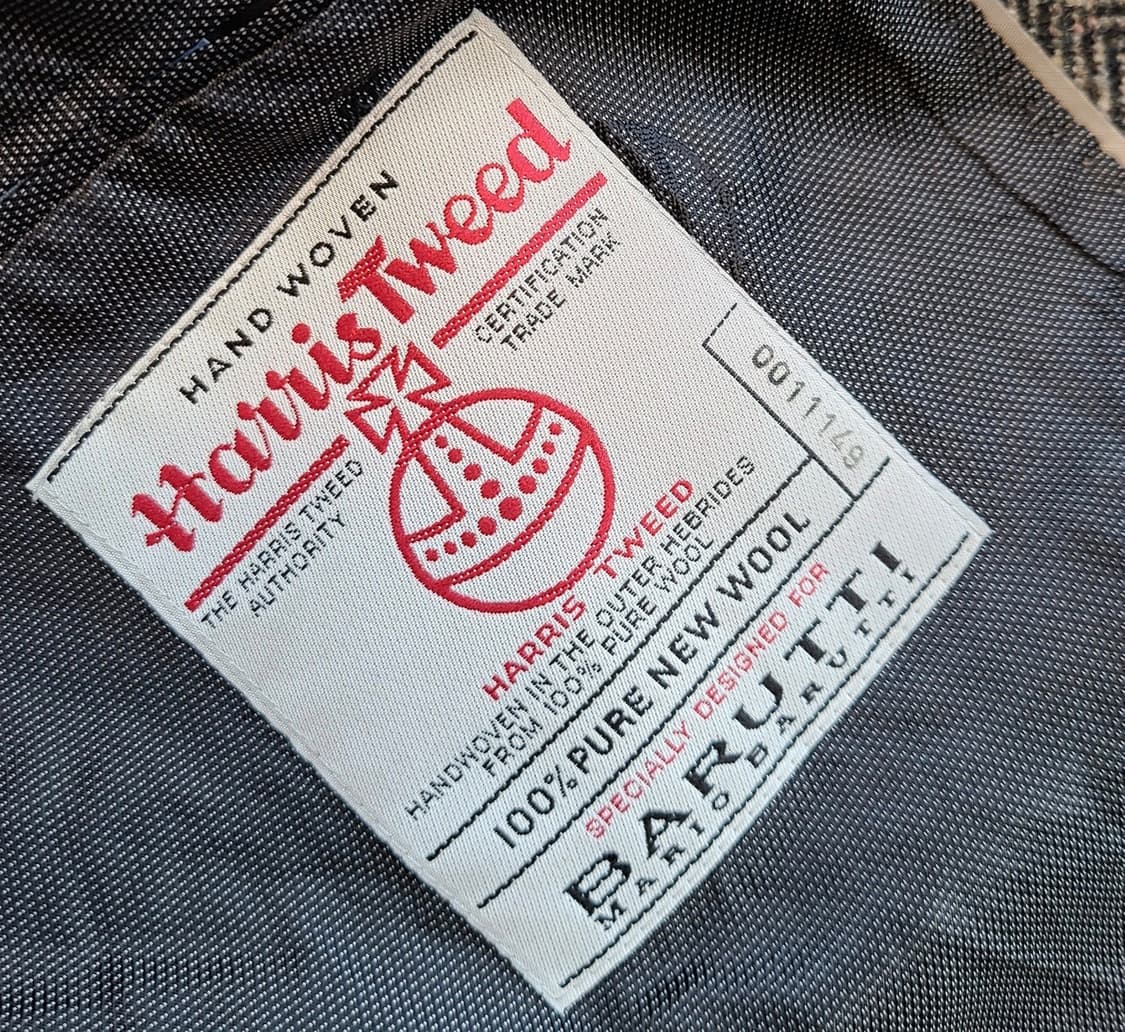 HAND WOVEN
Harris Tweed
THE HARRIS TWEED
AUTHORITY
CERTIFICATION
TRADE MARK
HARRIS TWEED
HANDWOVEN IN THE OUTER HEBRIDES
FROM 100% PURE WOOL
0011149
100% PURE NEW WOOL
SPECIALLY DESIGNED FOR
BARUTTI
MARIO BARUTTI